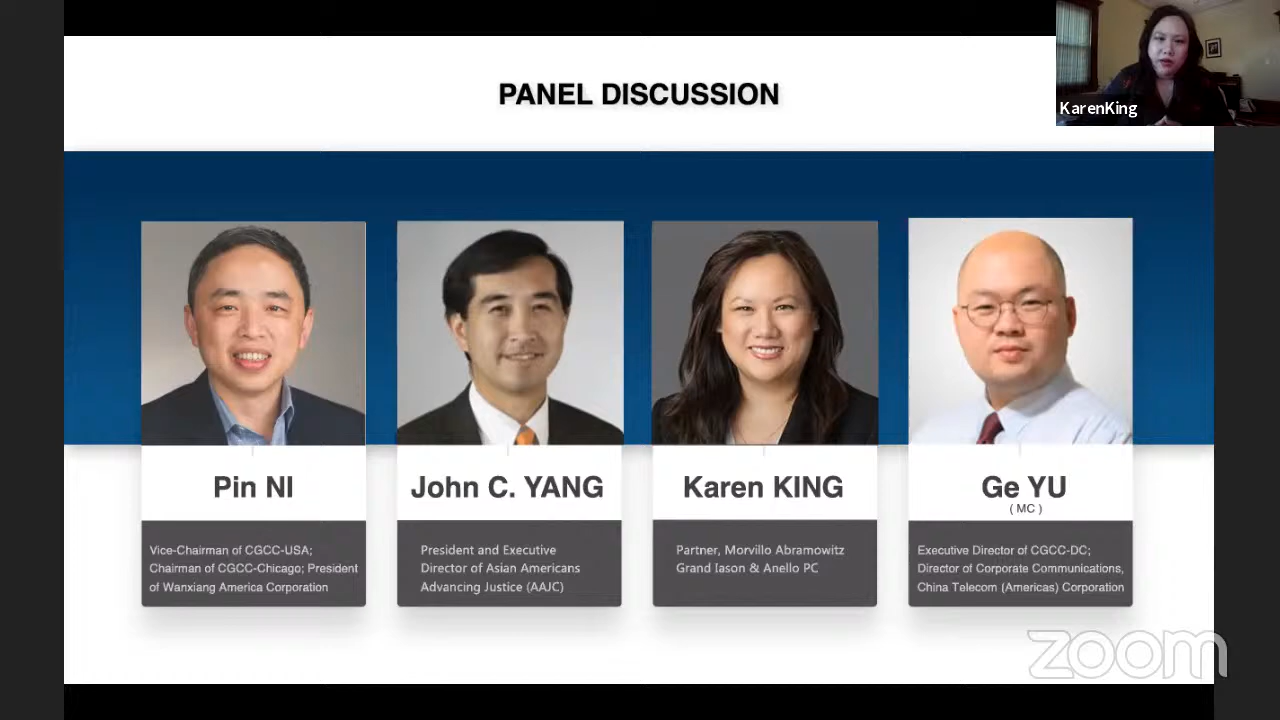 PANEL DISCUSSION
KarenKing
Pin NI
Vice-Chairman of CGCC-USA;
Chairman of CGCC-Chicago; President
of Wanxiang America Corporation
John C. YANG
President and Executive
Director of Asian Americans
Advancing Justice (AAJC)
Karen KING
Partner, Morvillo Abramowitz
Grand Iason & Anello PC
Ge YU
( MC )
Executive Director of CGCC-DC;
Director of Corporate Communications,
China Telecom (Americas) Corporation
zoom